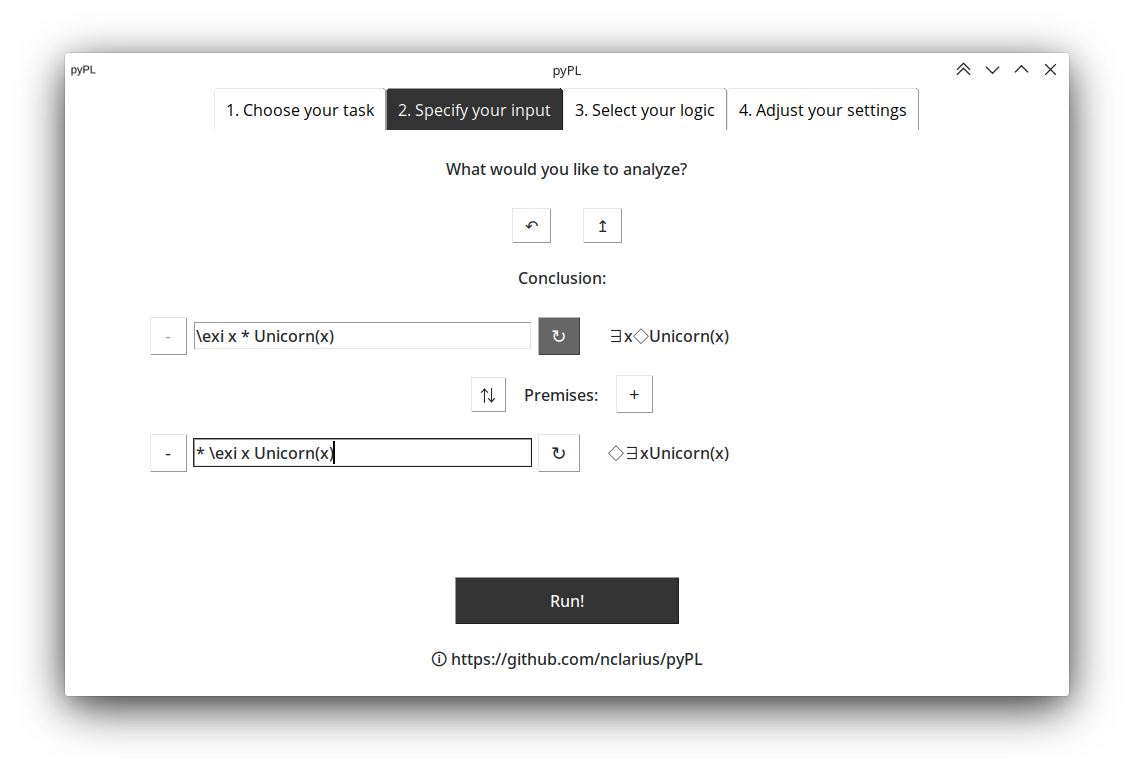 pyPL
pyPL
1. Choose your task 2. Specify your input 3. Select your logic 4. Adjust your settings
What would you like to analyze?
↶ ↥
Conclusion:
- \exi x * Unicorn(x) ↻ ∃x◇Unicorn(x)
⇅ Premises: +
- * \exi x Unicorn(x) ↻ ◇∃xUnicorn(x)
Run!
🛈 https://github.com/nclarius/pyPL